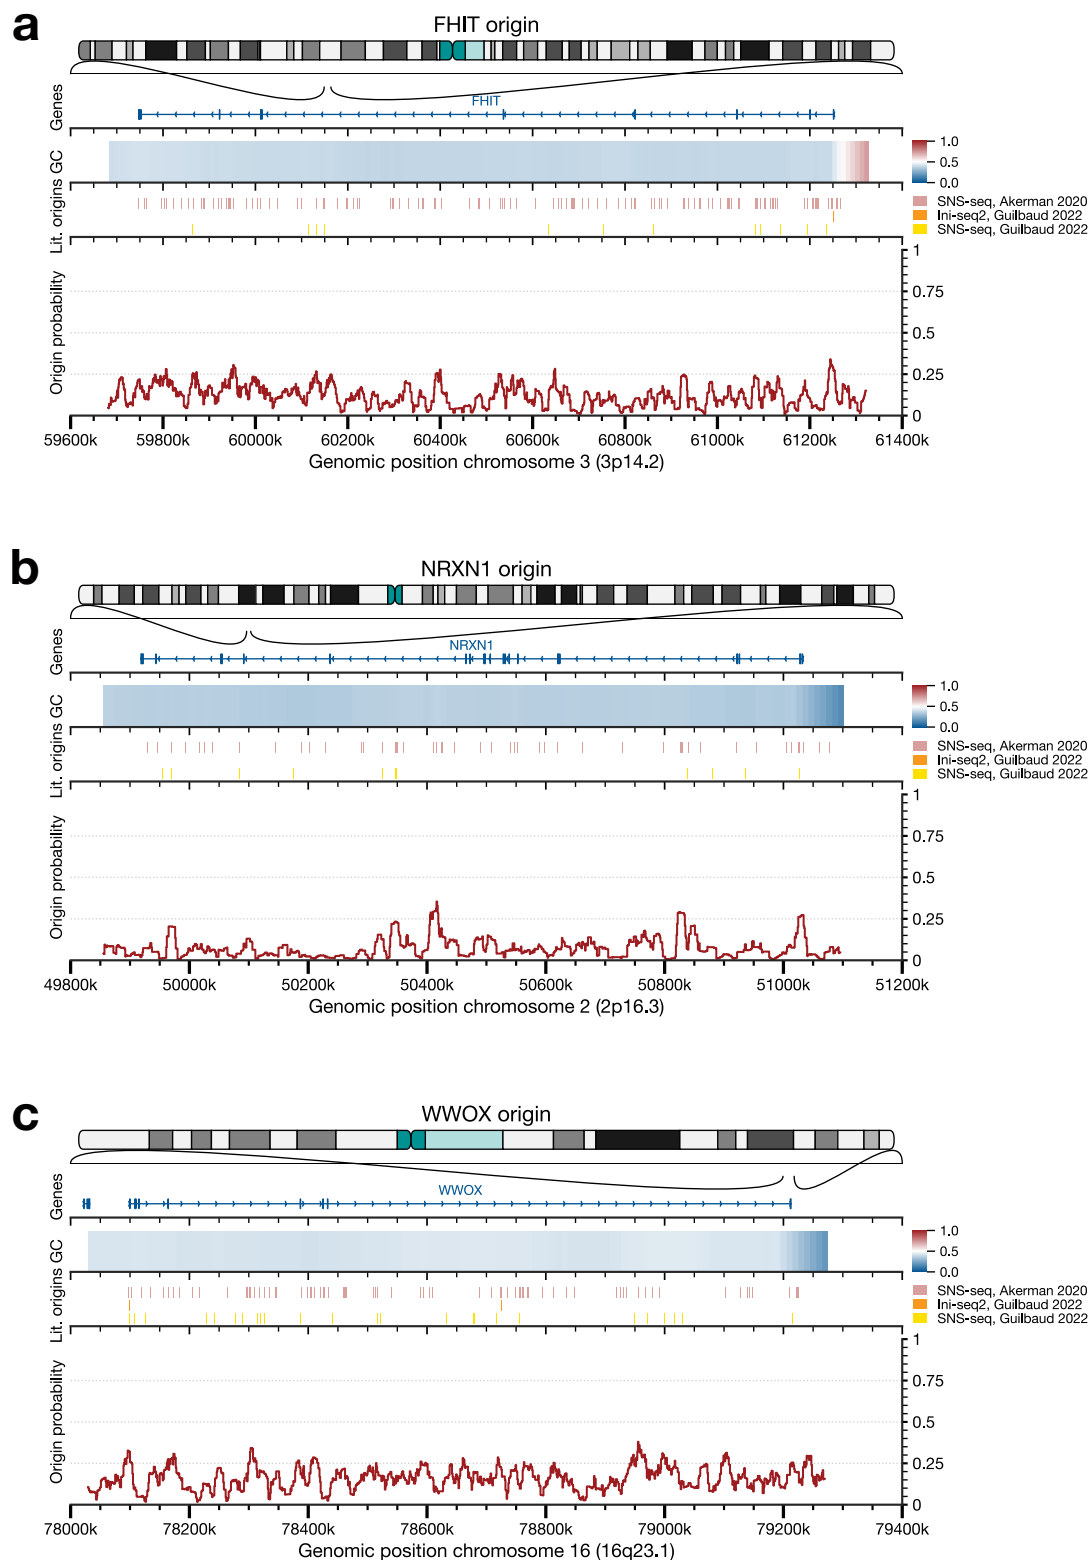 a
FHIT origin
Genes
FHIT
GC
1.0
0.5
0.0
Lit. origins
SNS-seq, Akerman 2020
Ini-seq2, Guilbaud 2022
SNS-seq, Guilbaud 2022
Origin probability
1
0.75
0.5
0.25
0
59600k 59800k 60000k 60200k 60400k 60600k 60800k 61000k 61200k 61400k
Genomic position chromosome 3 (3p14.2)
b
NRXN1 origin
Genes
NRXN1
GC
1.0
0.5
0.0
Lit. origins
SNS-seq, Akerman 2020
Ini-seq2, Guilbaud 2022
SNS-seq, Guilbaud 2022
Origin probability
1
0.75
0.5
0.25
0
49800k 50000k 50200k 50400k 50600k 50800k 51000k 51200k
Genomic position chromosome 2 (2p16.3)
c
WWOX origin
Genes
WWOX
GC
1.0
0.5
0.0
Lit. origins
SNS-seq, Akerman 2020
Ini-seq2, Guilbaud 2022
SNS-seq, Guilbaud 2022
Origin probability
1
0.75
0.5
0.25
0
78000k 78200k 78400k 78600k 78800k 79000k 79200k 79400k
Genomic position chromosome 16 (16q23.1)